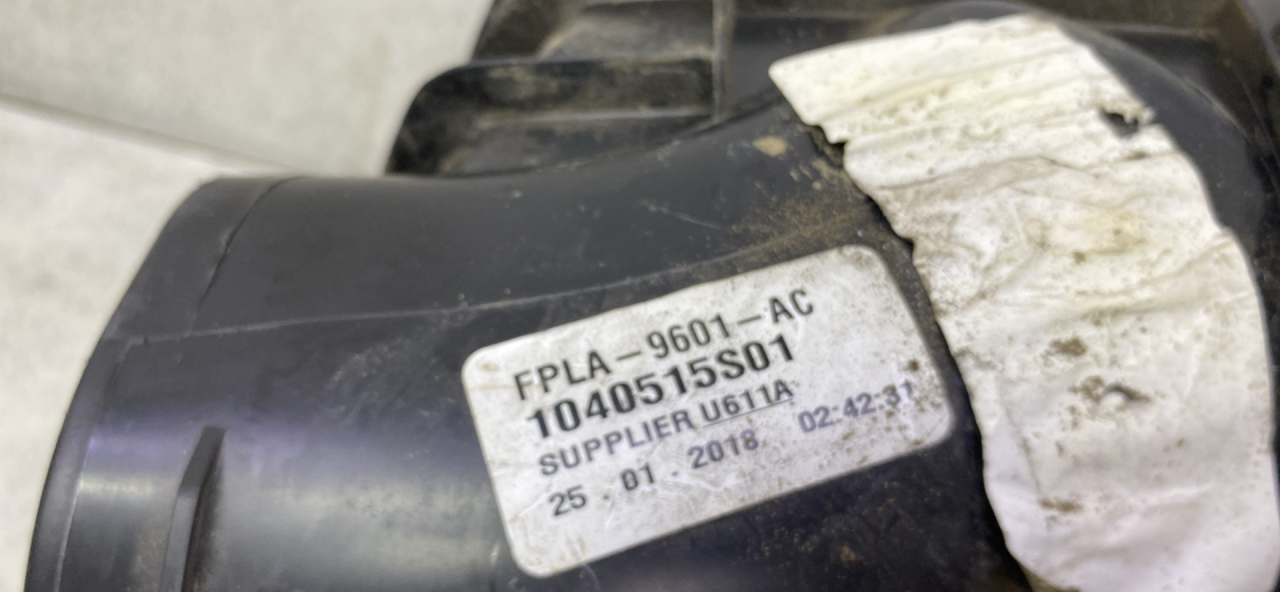 FPLA-9601-AC
1040515S01
SUPPLIER U611A
25.01.2018 02:42:31